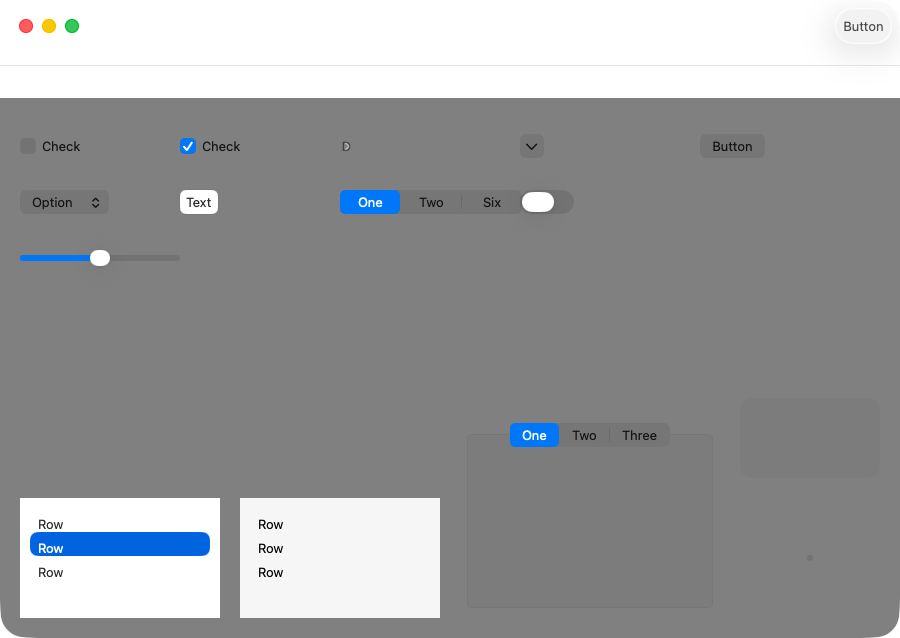 Button
Check
Check
Button
Option
Text
One Two Six
One Two Three
Row
Row
Row
Row
Row
Row